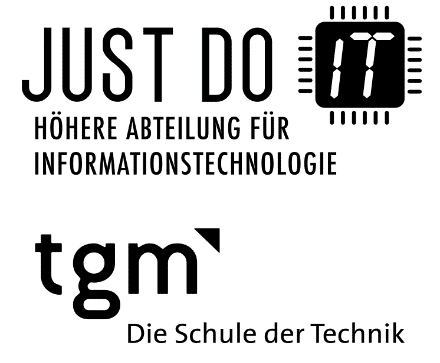 JUST DO IT
HÖHERE ABTEILUNG FÜR
INFORMATIONSTECHNOLOGIE
tgm
Die Schule der Technik